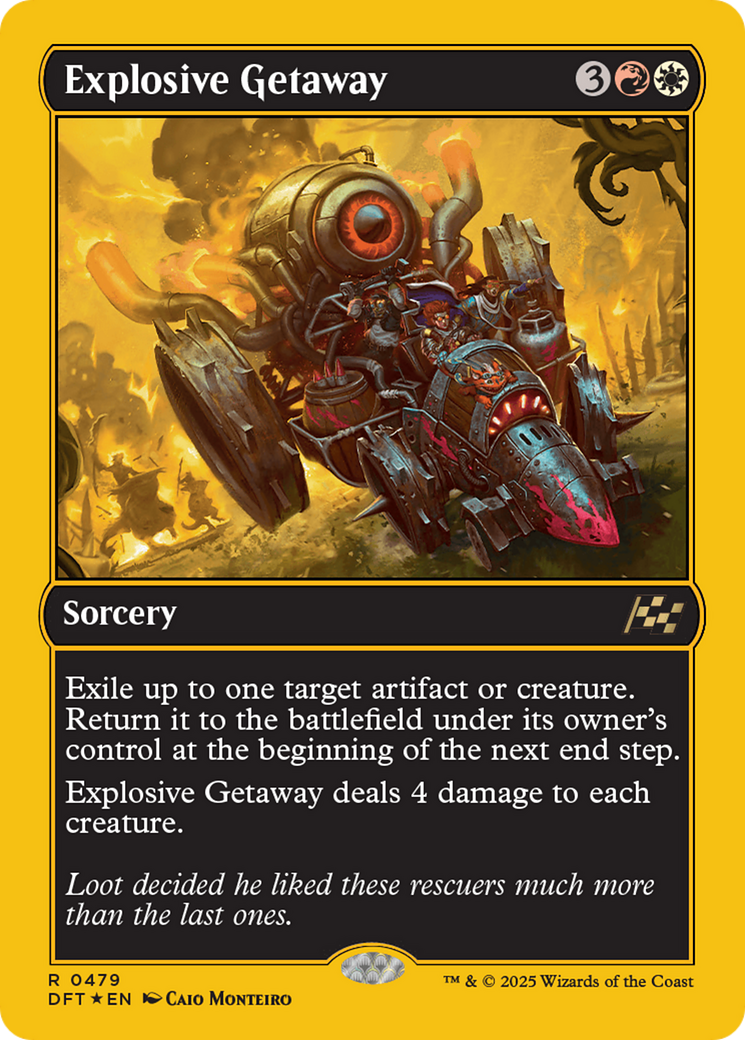 Explosive Getaway 3
Sorcery
Exile up to one target artifact or creature.
Return it to the battlefield under its owner's
control at the beginning of the next end step.
Explosive Getaway deals 4 damage to each
creature.
Loot decided he liked these rescuers much more
than the last ones.
R 0479
DFT ★ EN Caio Monteiro
™ & © 2025 Wizards of the Coast